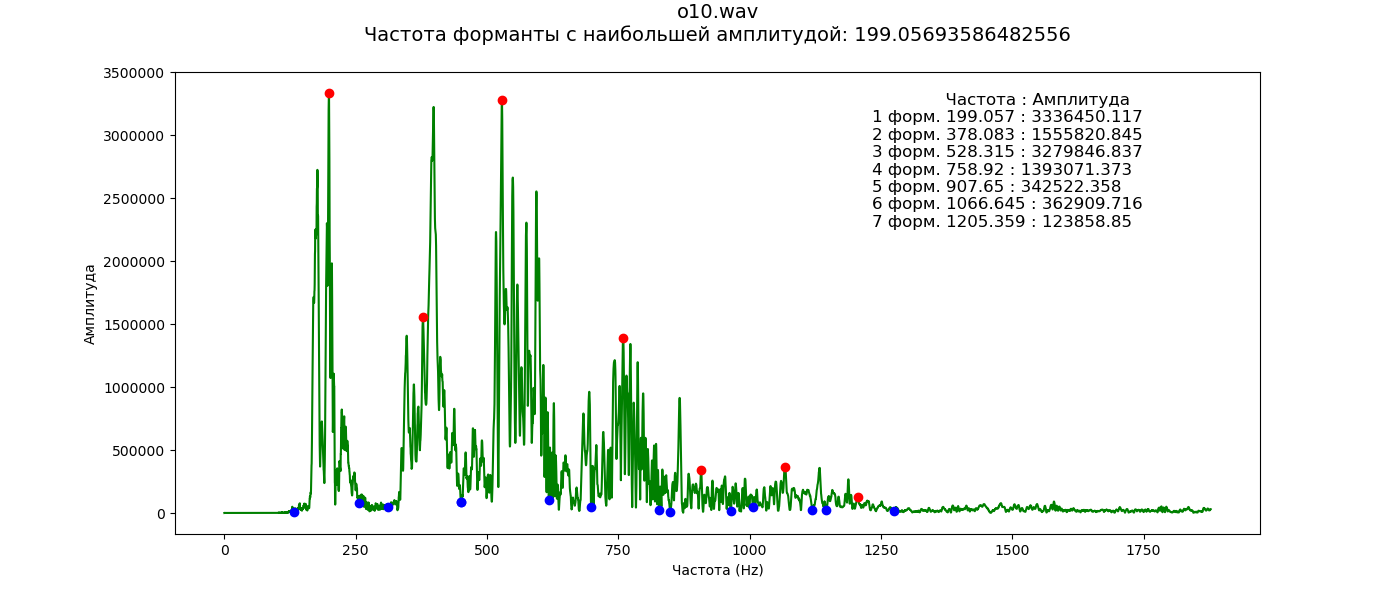 o10.wav
Частота форманты с наибольшей амплитудой: 199.05693586482556
Частота : Амплитуда
1 форм. 199.057 : 3336450.117
2 форм. 378.083 : 1555820.845
3 форм. 528.315 : 3279846.837
4 форм. 758.92 : 1393071.373
5 форм. 907.65 : 342522.358
6 форм. 1066.645 : 362909.716
7 форм. 1205.359 : 123858.85
Амплитуда
3500000
3000000
2500000
2000000
1500000
1000000
500000
0
0 250 500 750 1000 1250 1500 1750
Частота (Hz)